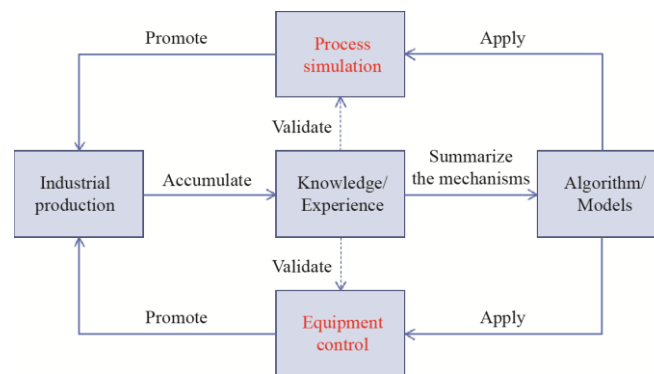 Promote
Process
simulation
Apply
Validate
Industrial
production
Accumulate
Knowledge/
Experience
Summarize
the mechanisms
Algorithm/
Models
Validate
Promote
Equipment
control
Apply